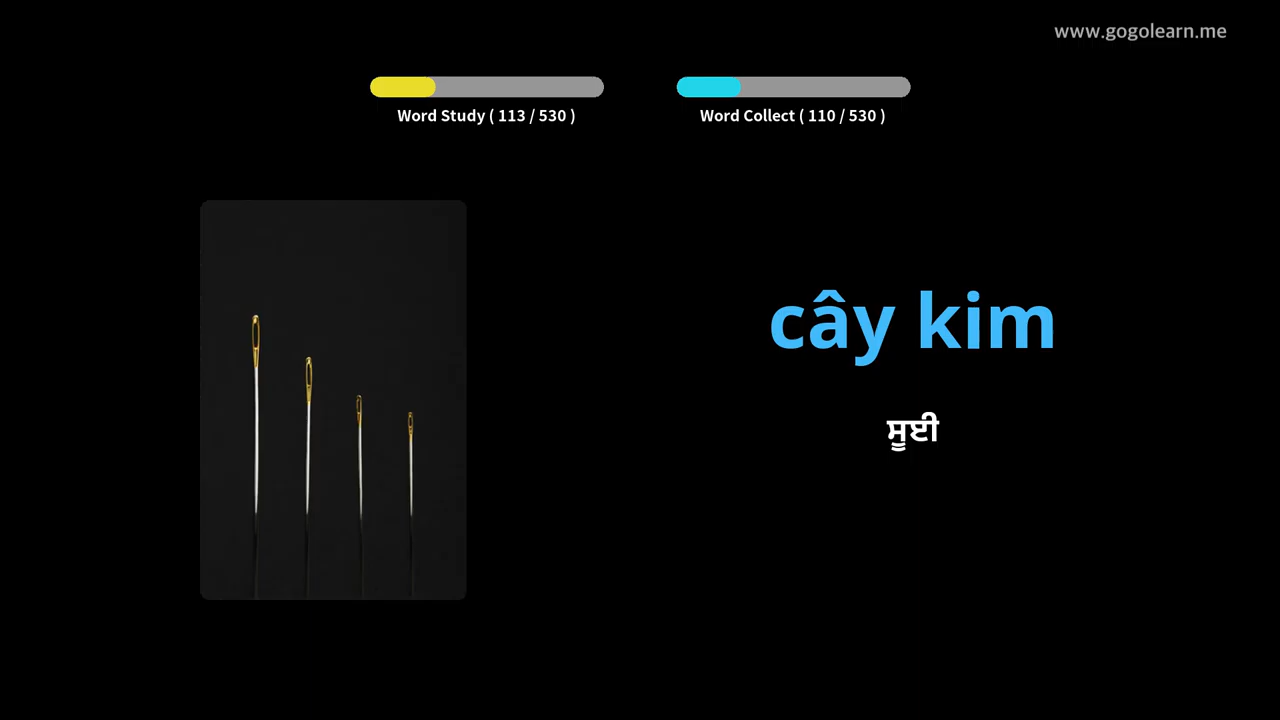 www.gogolearn.me
Word Study ( 113 / 530 )
Word Collect ( 110 / 530 )
cây kim
ਸੂਈ